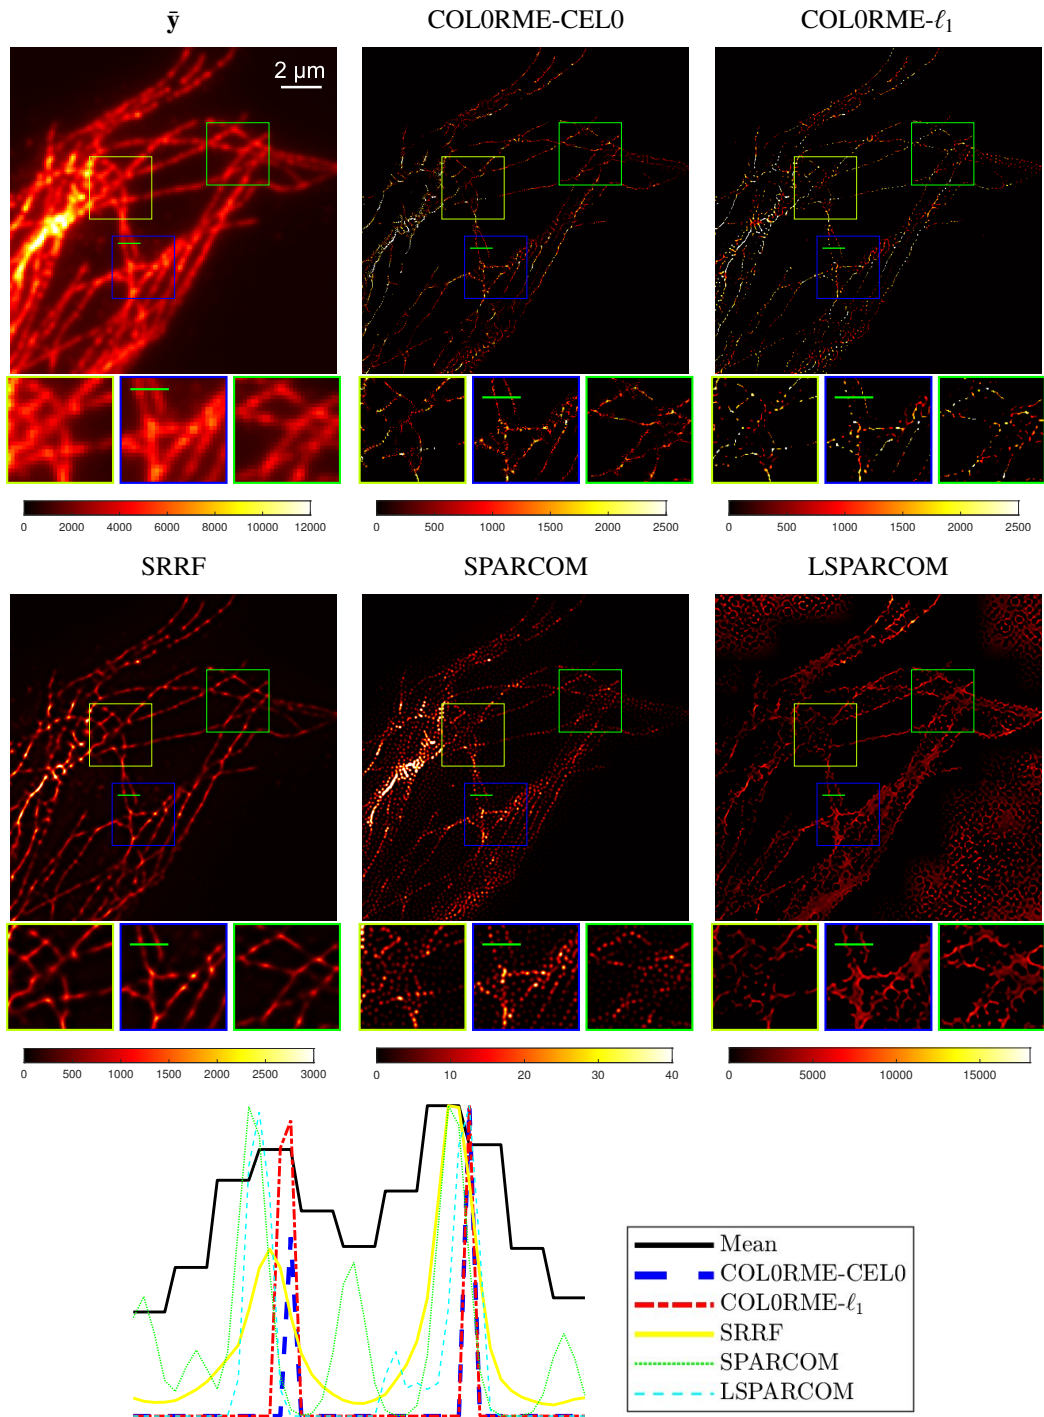 ȳ COL0RME-CEL0 COL0RME-ℓ1
2 μm
0 2000 4000 6000 8000 10000 12000 0 500 1000 1500 2000 2500 0 500 1000 1500 2000 2500
SRRF SPARCOM LSPARCOM
0 500 1000 1500 2000 2500 3000 0 10 20 30 40 0 5000 10000 15000
Mean
COL0RME-CEL0
COL0RME-ℓ1
SRRF
SPARCOM
LSPARCOM